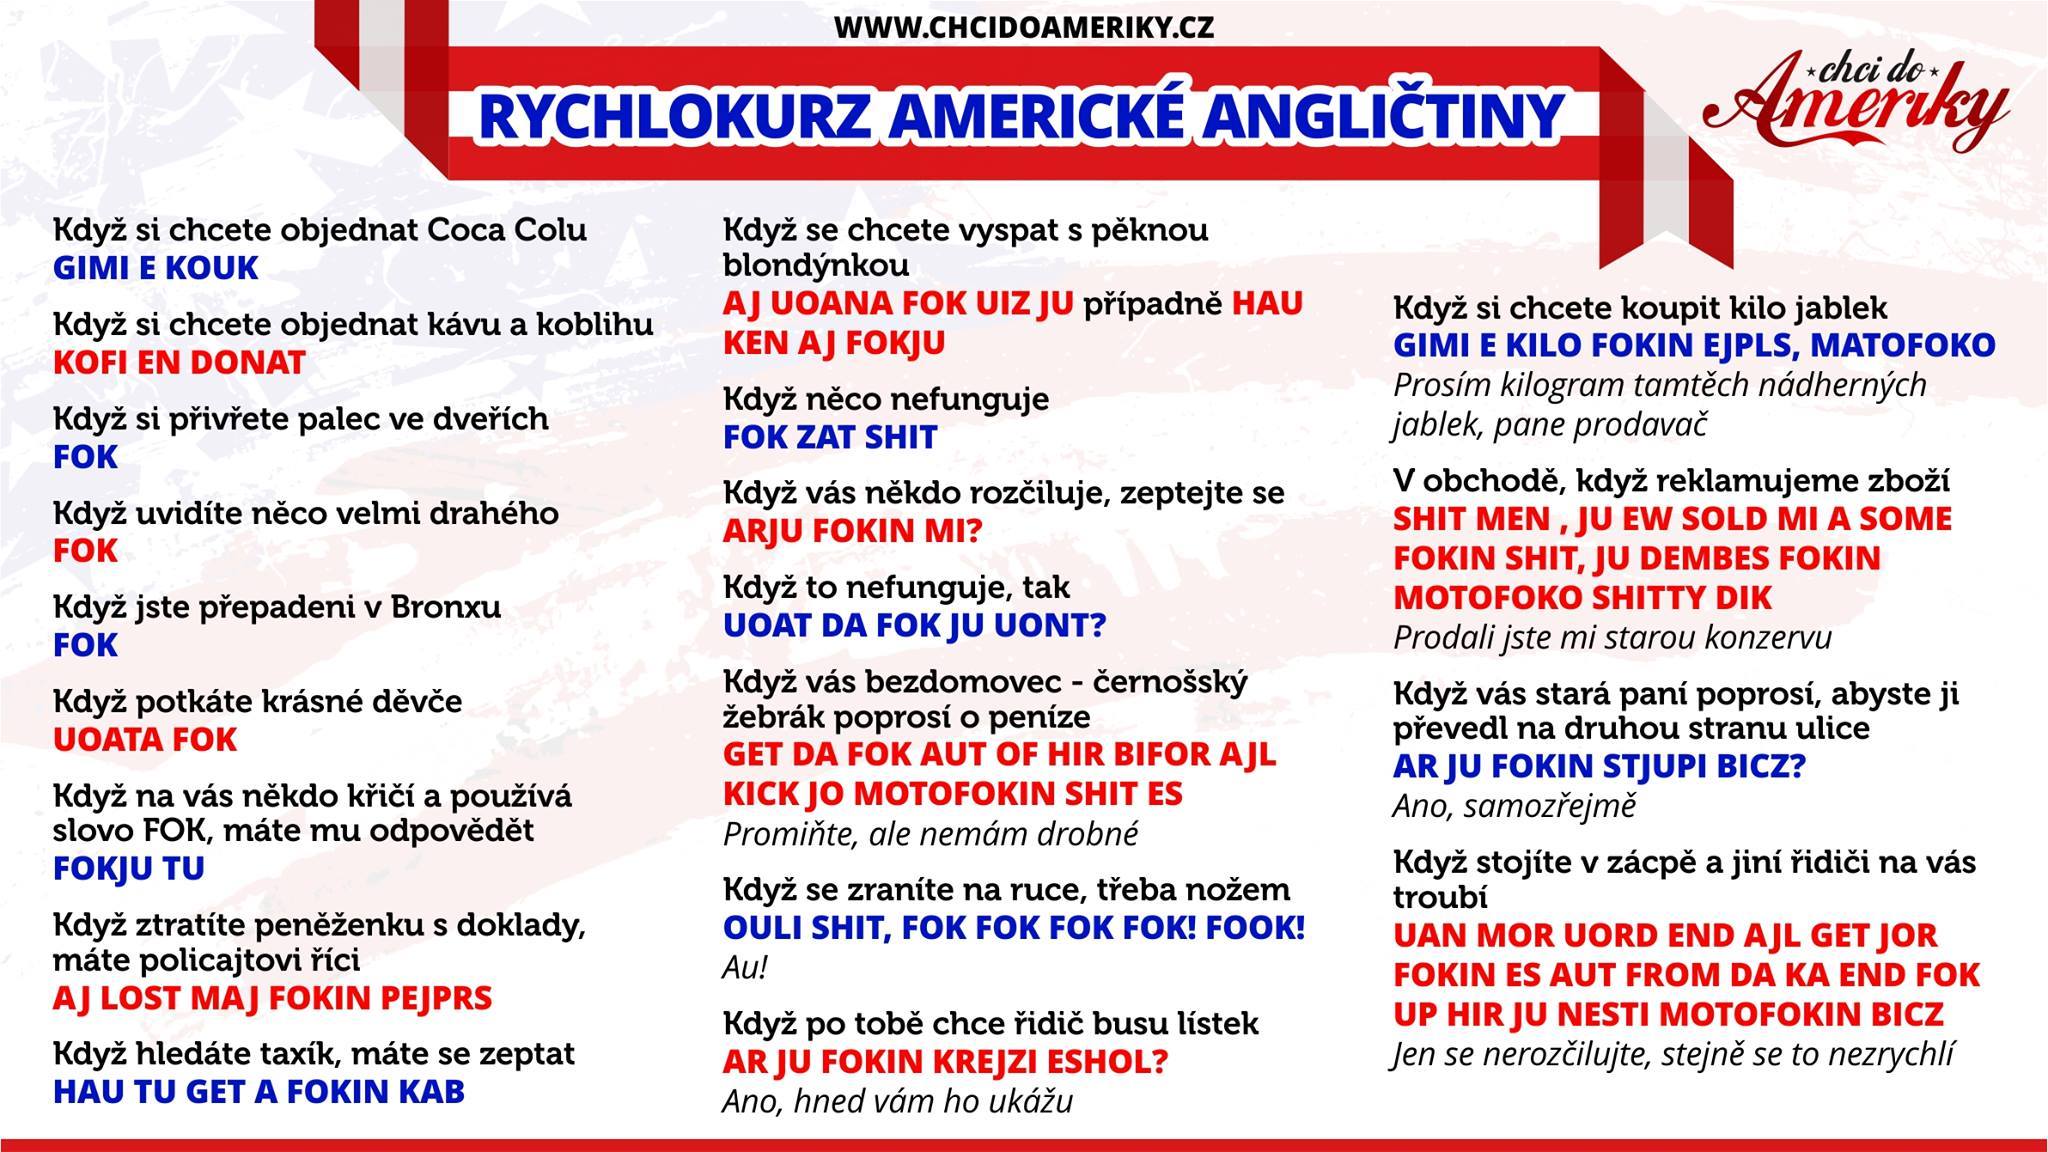 WWW.CHCIDOAMERIKY.CZ
RYCHLOKURZ AMERICKÉ ANGLIČTINY
chci do
Ameriky
Když si chcete objednat Coca Colu
GIMI E KOUK
Když si chcete objednat kávu a koblihu
KOFI EN DONAT
Když si přivřete palec ve dveřích
FOK
Když uvidíte něco velmi drahého
FOK
Když jste přepadeni v Bronxu
FOK
Když potkáte krásné děvče
UOATA FOK
Když na vás někdo křičí a používá
slovo FOK, máte mu odpovědět
FOKJU TU
Když ztratíte peněženku s doklady,
máte policajtovi říci
AJ LOST MAJ FOKIN PEJPRS
Když hledáte taxík, máte se zeptat
HAU TU GET A FOKIN KAB
Když se chcete vyspat s pěknou
blondýnkou
AJ UOANA FOK UIZ JU případně HAU
KEN AJ FOKJU
Když něco nefunguje
FOK ZAT SHIT
Když vás někdo rozčiluje, zeptejte se
ARJU FOKIN MI?
Když to nefunguje, tak
UOAT DA FOK JU UONT?
Když vás bezdomovec - černošský
žebrák poprosí o peníze
GET DA FOK AUT OF HIR BIFOR AJL
KICK JO MOTOFOKIN SHIT ES
Promiňte, ale nemám drobné
Když se zraníte na ruce, třeba nožem
OULI SHIT, FOK FOK FOK FOK! FOOK!
Au!
Když po tobě chce řidič busu lístek
AR JU FOKIN KREJZI ESHOL?
Ano, hned vám ho ukážu
Když si chcete koupit kilo jablek
GIMI E KILO FOKIN EJPLS, MATOFOKO
Prosím kilogram tamtěch nádherných
jablek, pane prodavač
V obchodě, když reklamujeme zboží
SHIT MEN , JU EW SOLD MI A SOME
FOKIN SHIT, JU DEMBES FOKIN
MOTOFOKO SHITTY DIK
Prodali jste mi starou konzervu
Když vás stará paní poprosí, abyste ji
převedl na druhou stranu ulice
AR JU FOKIN STJUPI BICZ?
Ano, samozřejmě
Když stojíte v zácpě a jiní řidiči na vás
troubí
UAN MOR UORD END AJL GET JOR
FOKIN ES AUT FROM DA KA END FOK
UP HIR JU NESTI MOTOFOKIN BICZ
Jen se nerozčilujte, stejně se to nezrychlí